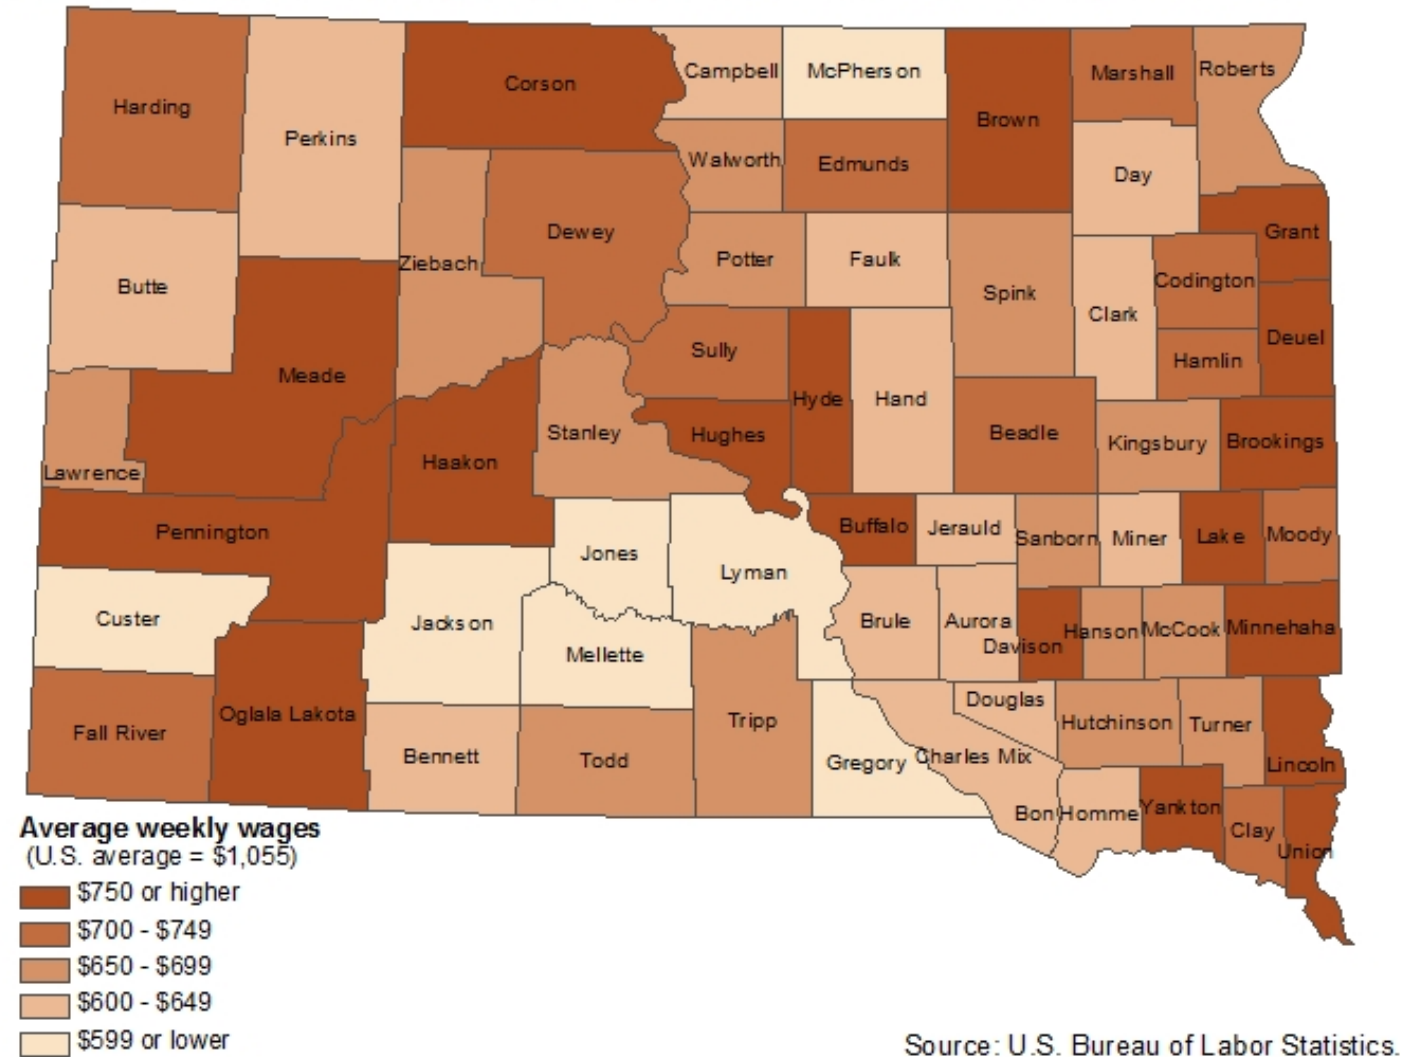 Corson
Campbell
McPherson
Marshall
Roberts
Harding
Brown
Perkins
Walworth
Edmunds
Day
Dewey
Grant
Ziebach
Potter
Faulk
Codington
Butte
Spink
Clark
Deuel
Sully
Hamlin
Meade
Hyde
Hand
Stanley
Hughes
Beadle
Kingsbury
Brookings
Haakon
Lawrence
Pennington
Buffalo
Jerauld
Sanborn
Miner
Lake
Moody
Jones
Lyman
Custer
Jackson
Brule
Aurora
Davison
Hanson
McCook
Minnehaha
Mellette
Oglala Lakota
Tripp
Douglas
Hutchinson
Turner
Fall River
Bennett
Todd
Gregory
Charles Mix
Lincoln
Bon Homme
Yankton
Clay
Union
Average weekly wages
(U.S. average = $1,055)
$750 or higher
$700 - $749
$650 - $699
$600 - $649
$599 or lower
Source: U.S. Bureau of Labor Statistics.